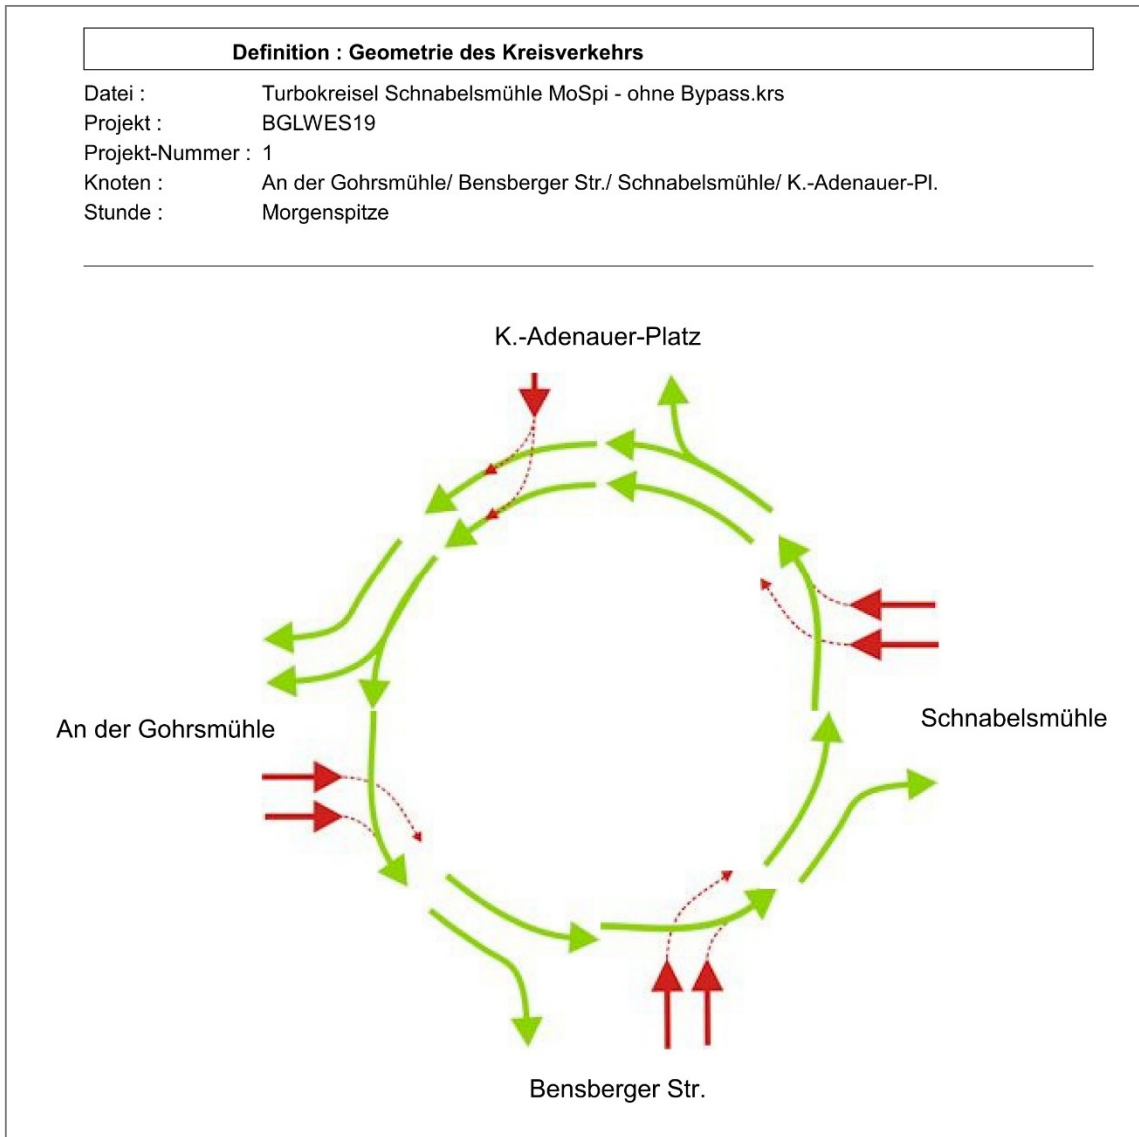 Definition : Geometrie des Kreisverkehrs
Datei : Turbokreisel Schnabelsmühle MoSpi - ohne Bypass.krs
Projekt : BGLWES19
Projekt-Nummer : 1
Knoten : An der Gohrsmühle/ Bensberger Str./ Schnabelsmühle/ K.-Adenauer-Pl.
Stunde : Morgenspitze
K.-Adenauer-Platz
An der Gohrsmühle
Schnabelsmühle
Bensberger Str.